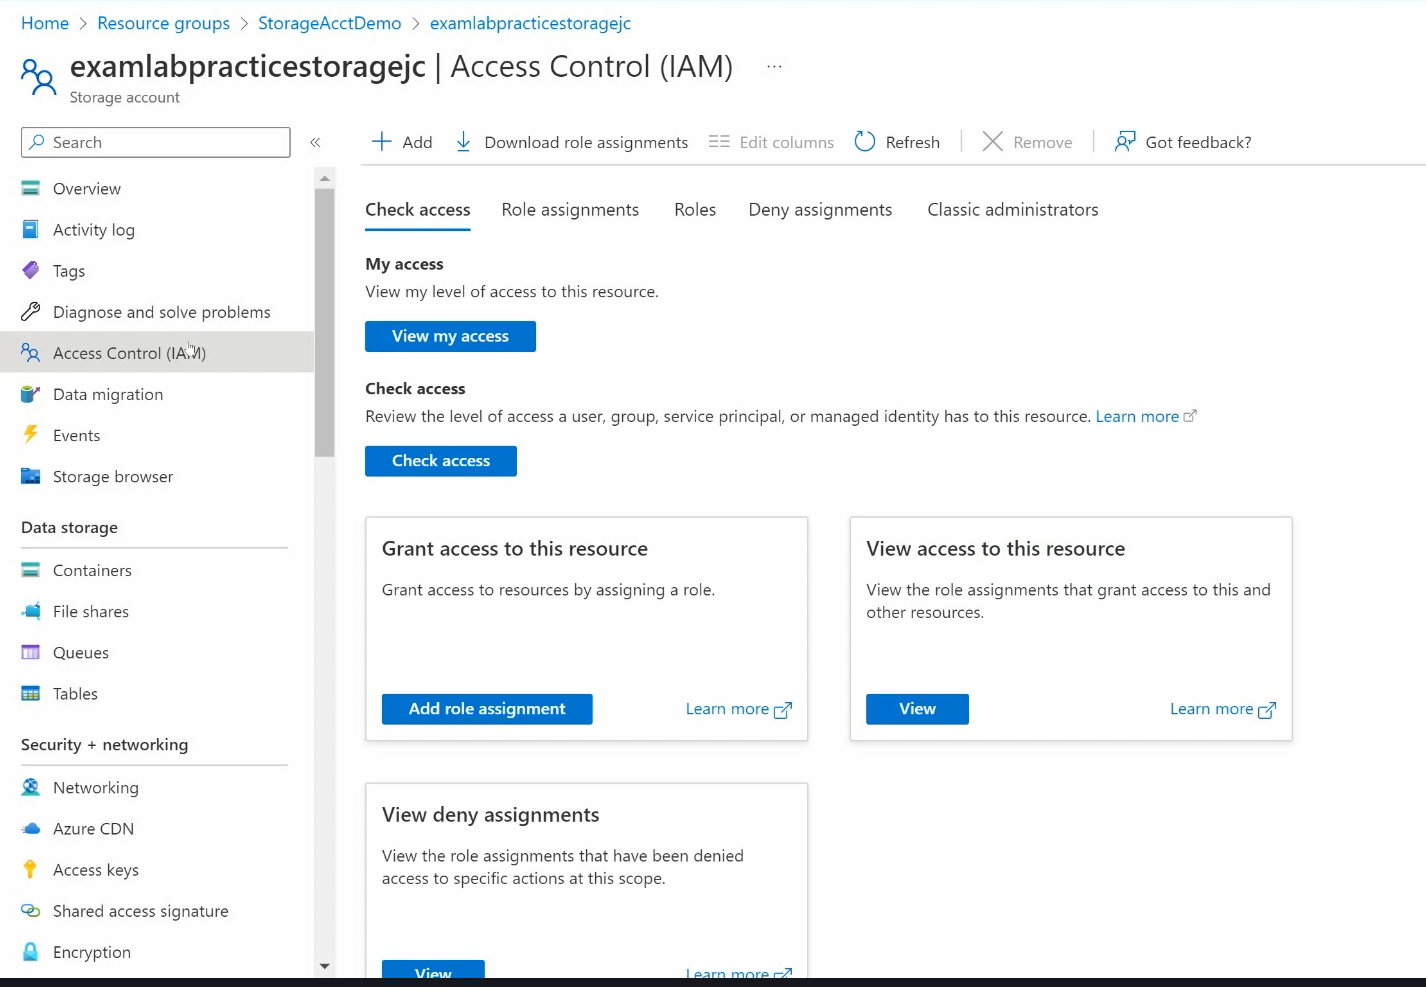 Home > Resource groups > StorageAcctDemo > examlabpracticestoragejc
examlabpracticestoragejc | Access Control (IAM) ...
Storage account
Search
«
Add
Download role assignments
Edit columns
Refresh
Remove
Got feedback?
Overview
Activity log
Tags
Diagnose and solve problems
Access Control (IAM)
Data migration
Events
Storage browser
Data storage
Containers
File shares
Queues
Tables
Security + networking
Networking
Azure CDN
Access keys
Shared access signature
Encryption
Check access
Role assignments
Roles
Deny assignments
Classic administrators
My access
View my level of access to this resource.
View my access
Check access
Review the level of access a user, group, service principal, or managed identity has to this resource. Learn more
Check access
Grant access to this resource
Grant access to resources by assigning a role.
Add role assignment
Learn more
View access to this resource
View the role assignments that grant access to this and
other resources.
View
Learn more
View deny assignments
View the role assignments that have been denied
access to specific actions at this scope.
View
Learn more